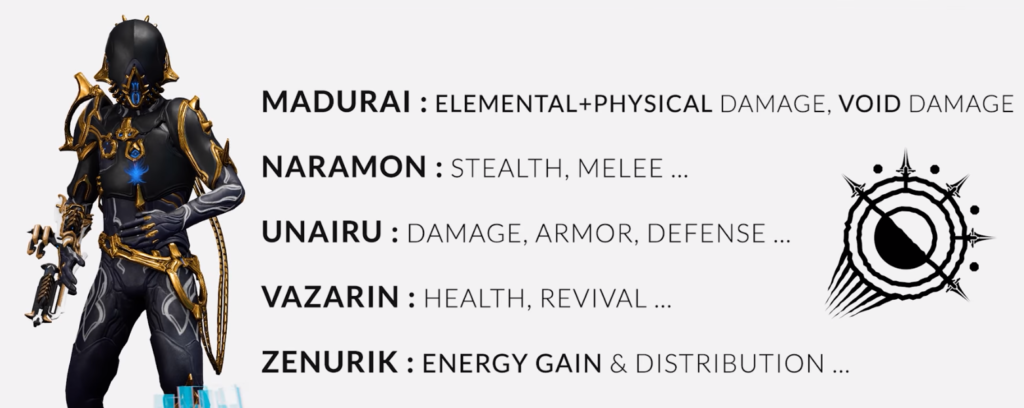 MADURAI : ELEMENTAL+PHYSICAL DAMAGE, VOID DAMAGE
NARAMON : STEALTH, MELEE ...
UNAIRU : DAMAGE, ARMOR, DEFENSE ...
VAZARIN : HEALTH, REVIVAL ...
ZENURIK : ENERGY GAIN & DISTRIBUTION ...